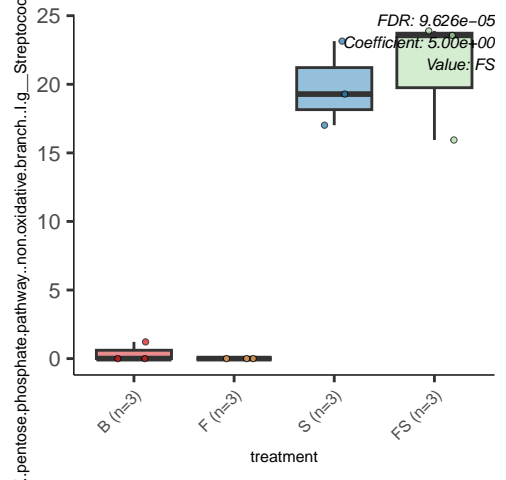 .pentose.phosphate.pathway..non.oxidative.branch..I.g__Streptococ
25
20
15
10
5
0
FDR: 9.626e−05
Coefficient: 5.00e+00
Value: FS
B (n=3)
F (n=3)
S (n=3)
FS (n=3)
treatment